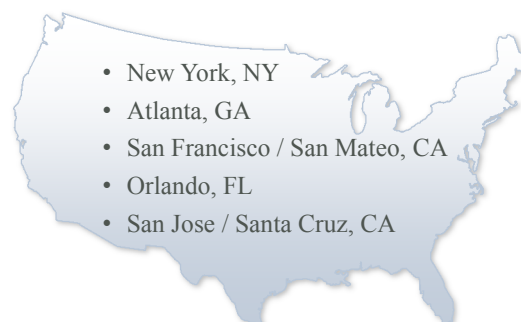 • New York, NY
• Atlanta, GA
• San Francisco / San Mateo, CA
• Orlando, FL
• San Jose / Santa Cruz, CA